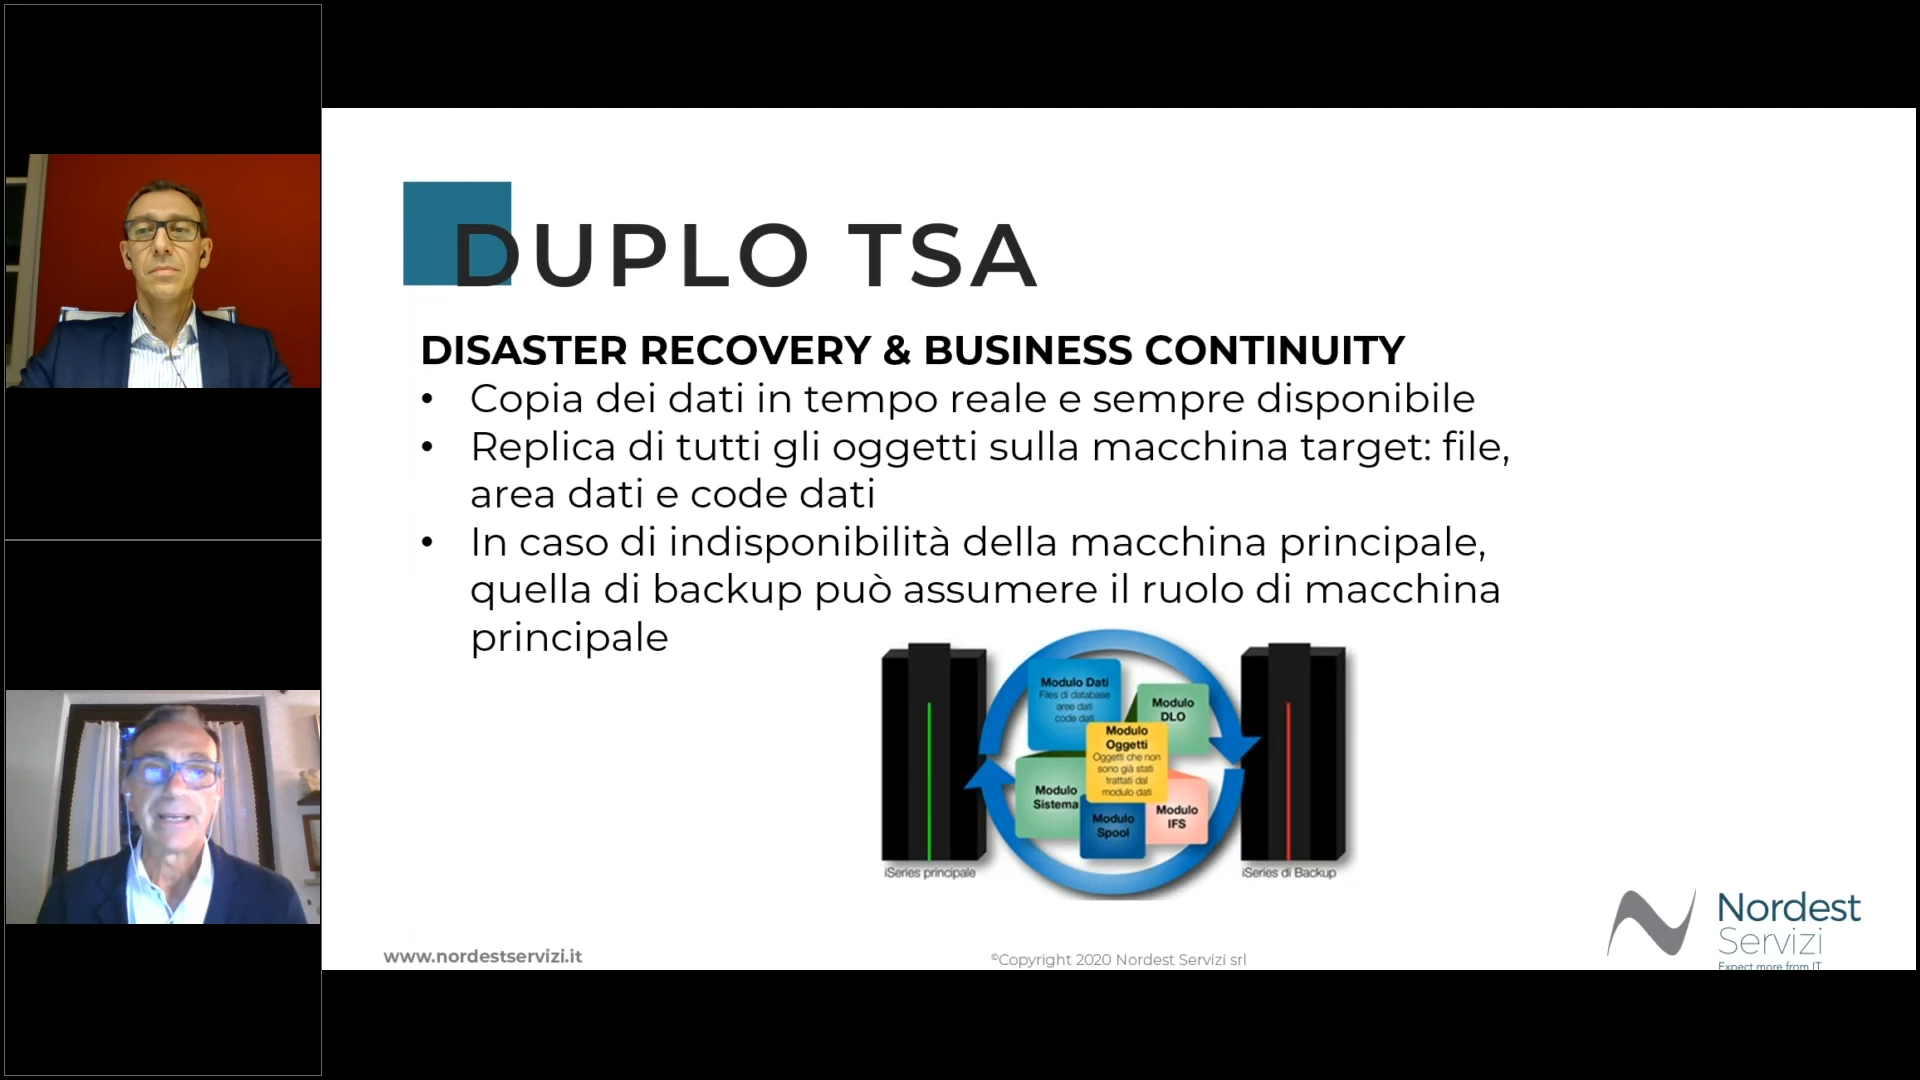 DUPLO TSA
DISASTER RECOVERY & BUSINESS CONTINUITY
• Copia dei dati in tempo reale e sempre disponibile
• Replica di tutti gli oggetti sulla macchina target: file,
area dati e code dati
• In caso di indisponibilità della macchina principale,
quella di backup può assumere il ruolo di macchina
principale
Modulo Dati
Files di database
aree dati
code dati
Modulo
DLO
Modulo
Oggetti
Oggetti che non
sono già stati
trattati dal
modulo dati
Modulo
Sistema
Modulo
Spool
Modulo
IFS
iSeries principale
iSeries di Backup
www.nordestservizi.it
©Copyright 2020 Nordest Servizi srl
Nordest
Servizi
Expect more from IT